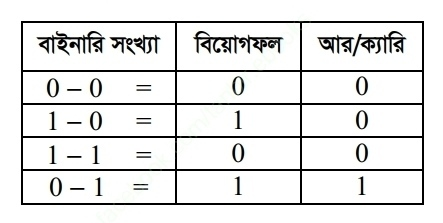 বাইনারি সংখ্যা বিয়োগফল আর/ক্যারি
0 – 0 = 0 0
1 – 0 = 1 0
1 – 1 = 0 0
0 – 1 = 1 1